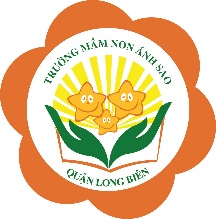 TRƯỜNG MẦM NON ÁNH SAO
QUẬN LONG BIÊN